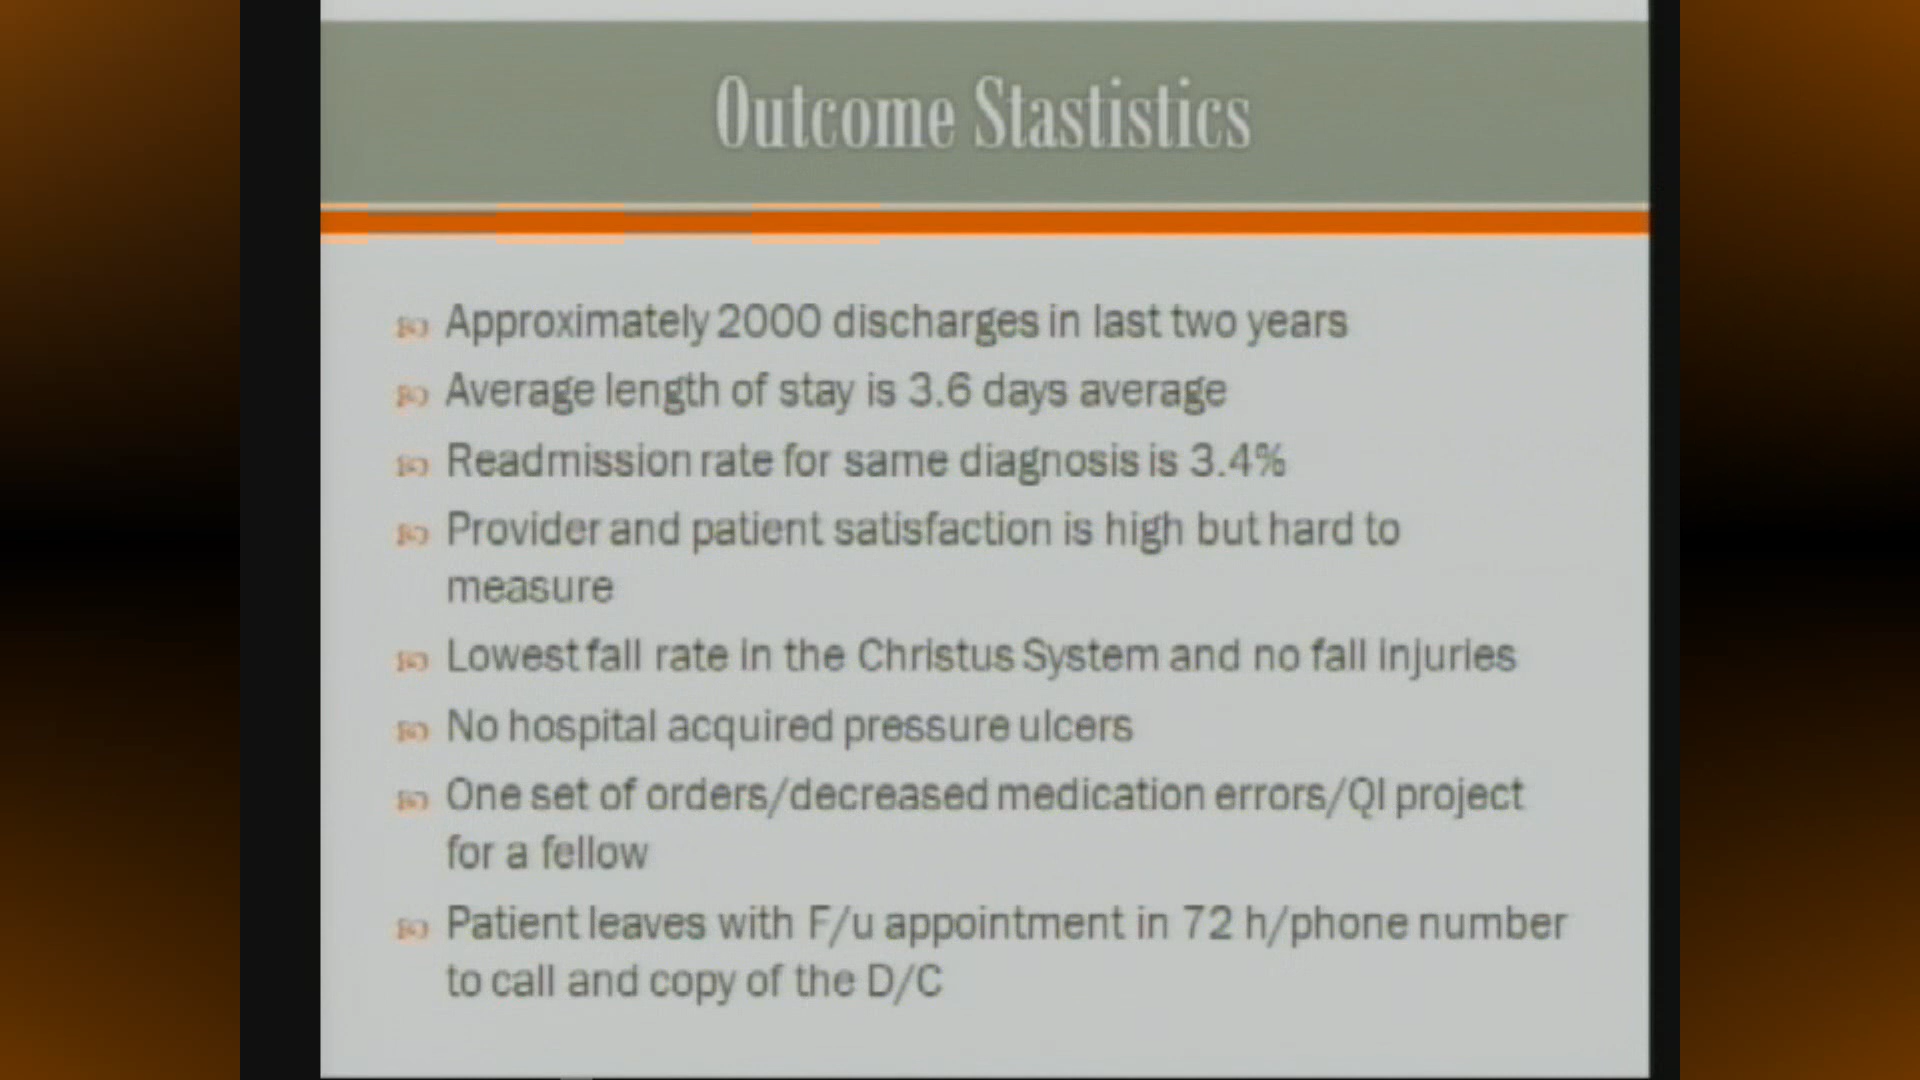 Outcome Stastistics
Approximately 2000 discharges in last two years
Average length of stay is 3.6 days average
Readmission rate for same diagnosis is 3.4%
Provider and patient satisfaction is high but hard to
measure
Lowest fall rate in the Christus System and no fall injuries
No hospital acquired pressure ulcers
One set of orders/decreased medication errors/QI project
for a fellow
Patient leaves with F/u appointment in 72 h/phone number
to call and copy of the D/C